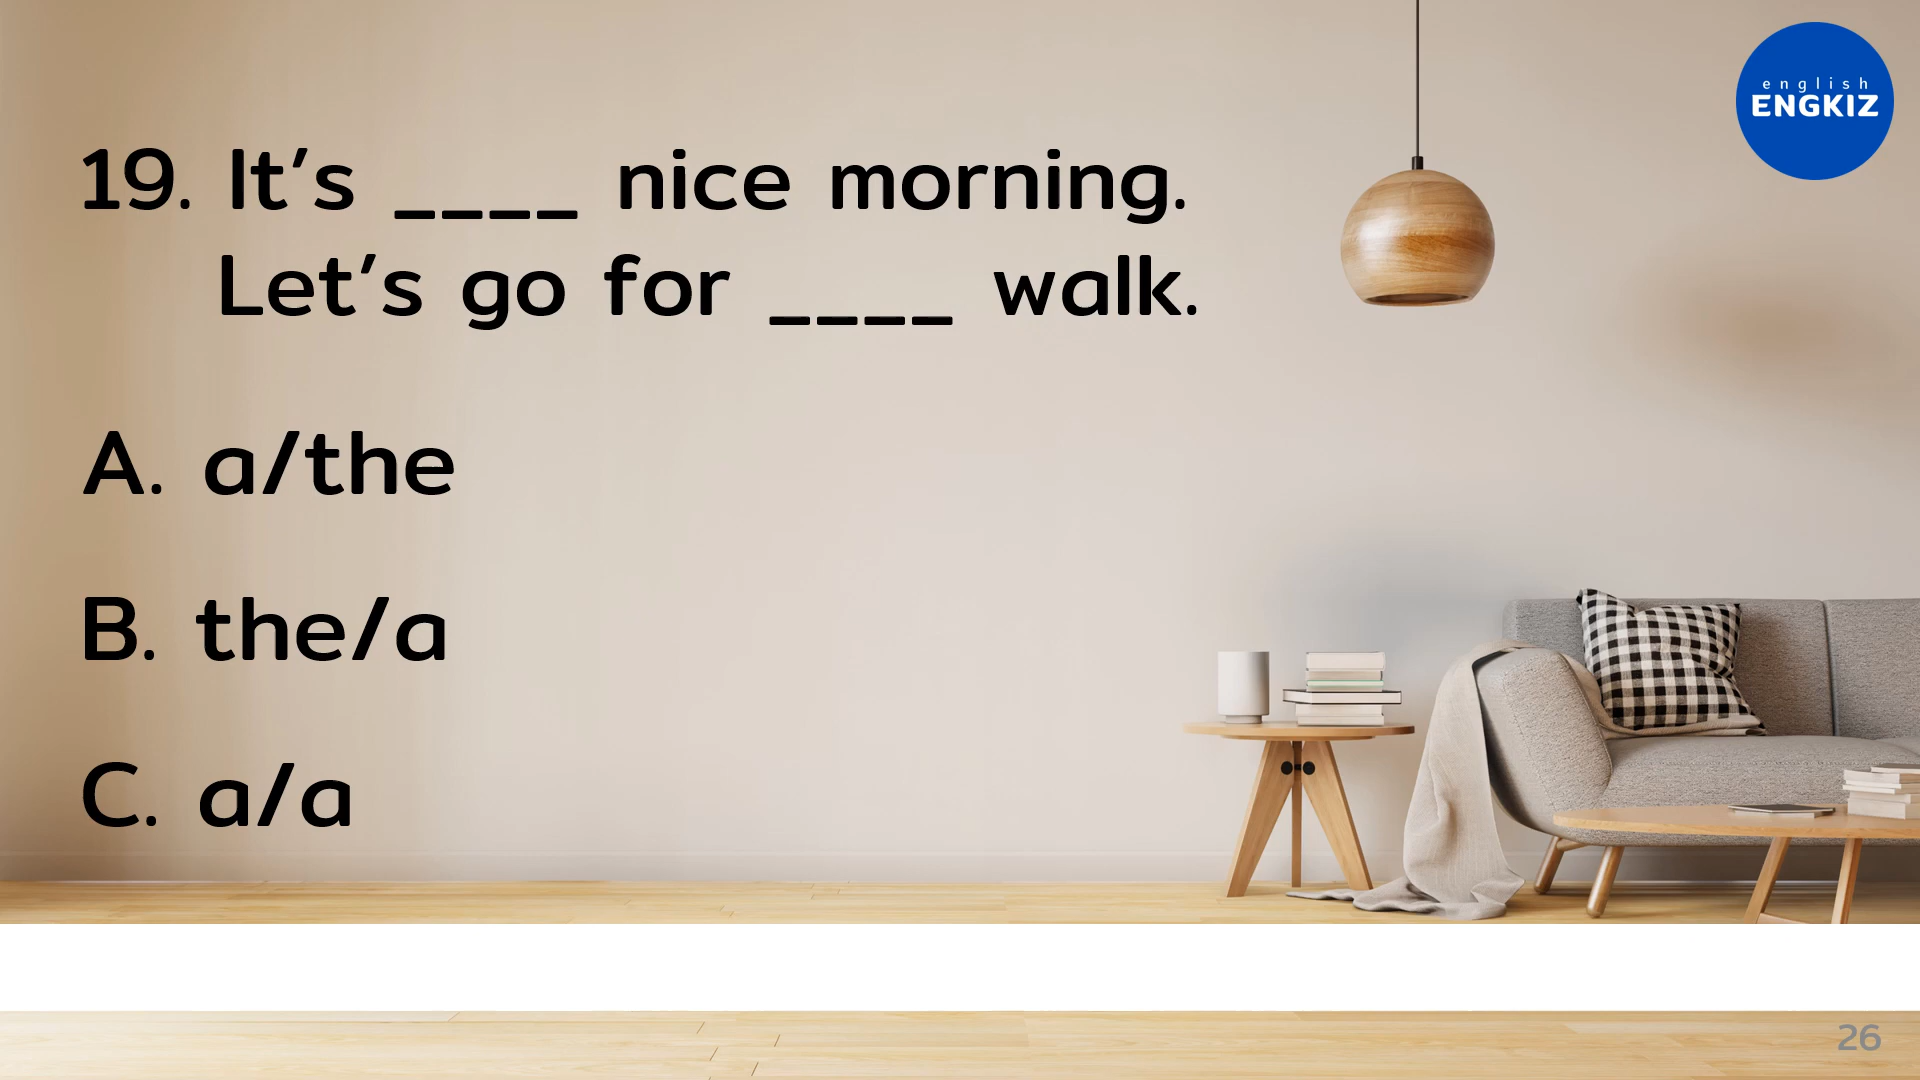 english
ENGKIZ
19. It’s ____ nice morning.
Let’s go for ____ walk.
A. a/the
B. the/a
C. a/a
26